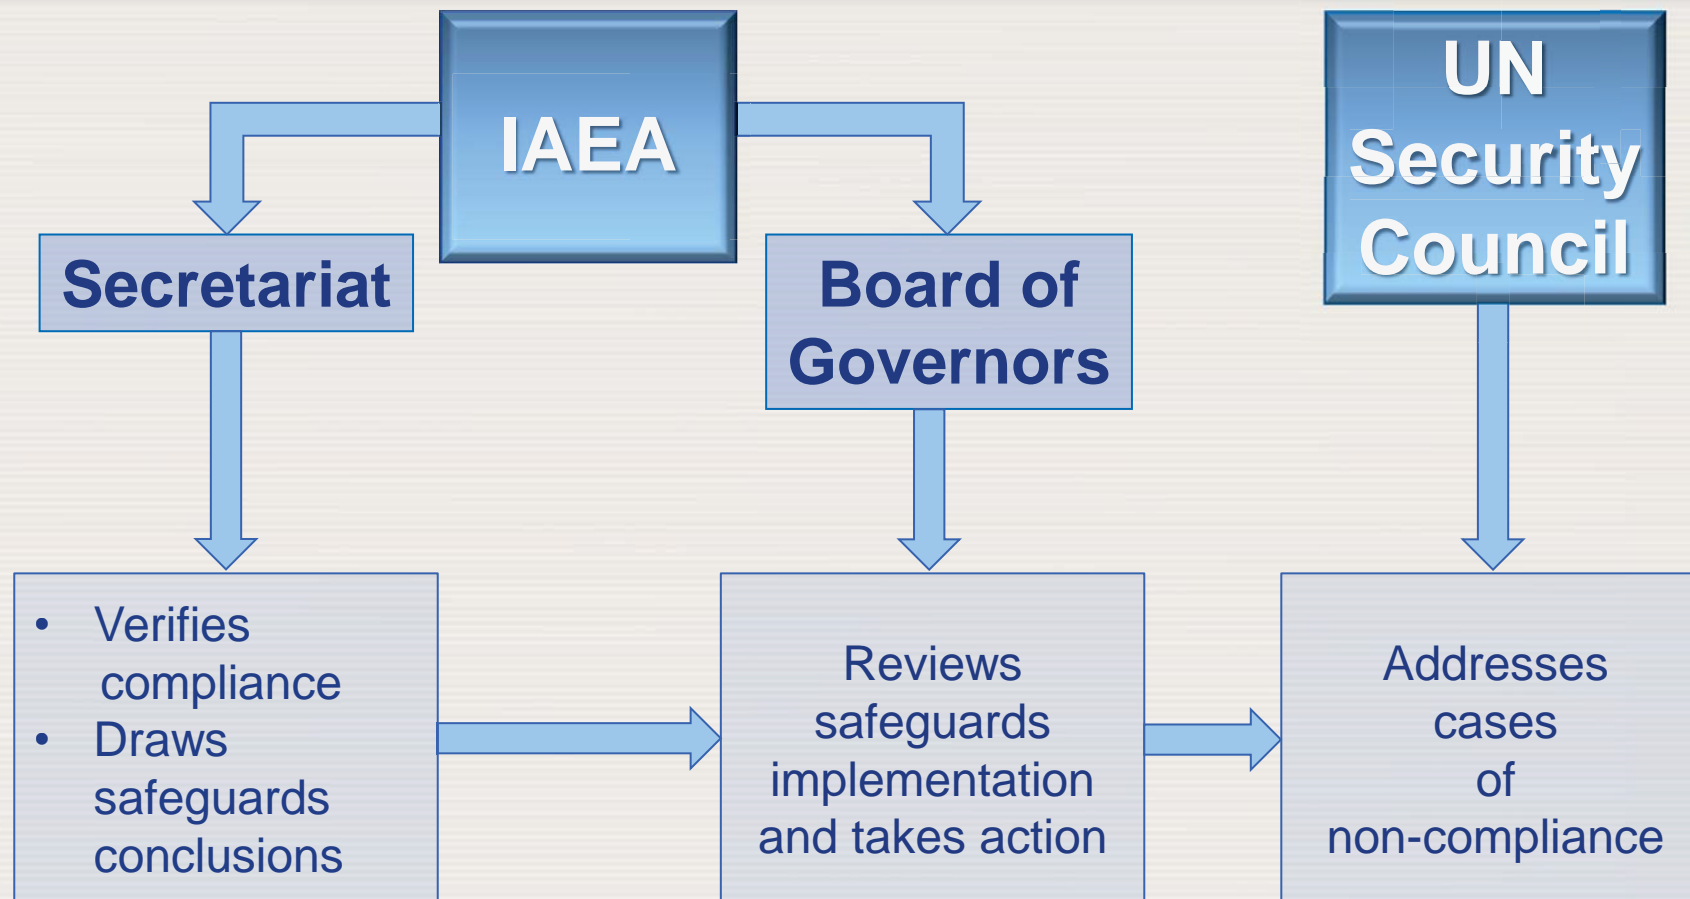 IAEA
UN
Security
Council
Secretariat
Board of
Governors
• Verifies
compliance
• Draws
safeguards
conclusions
Reviews
safeguards
implementation
and takes action
Addresses
cases
of
non-compliance